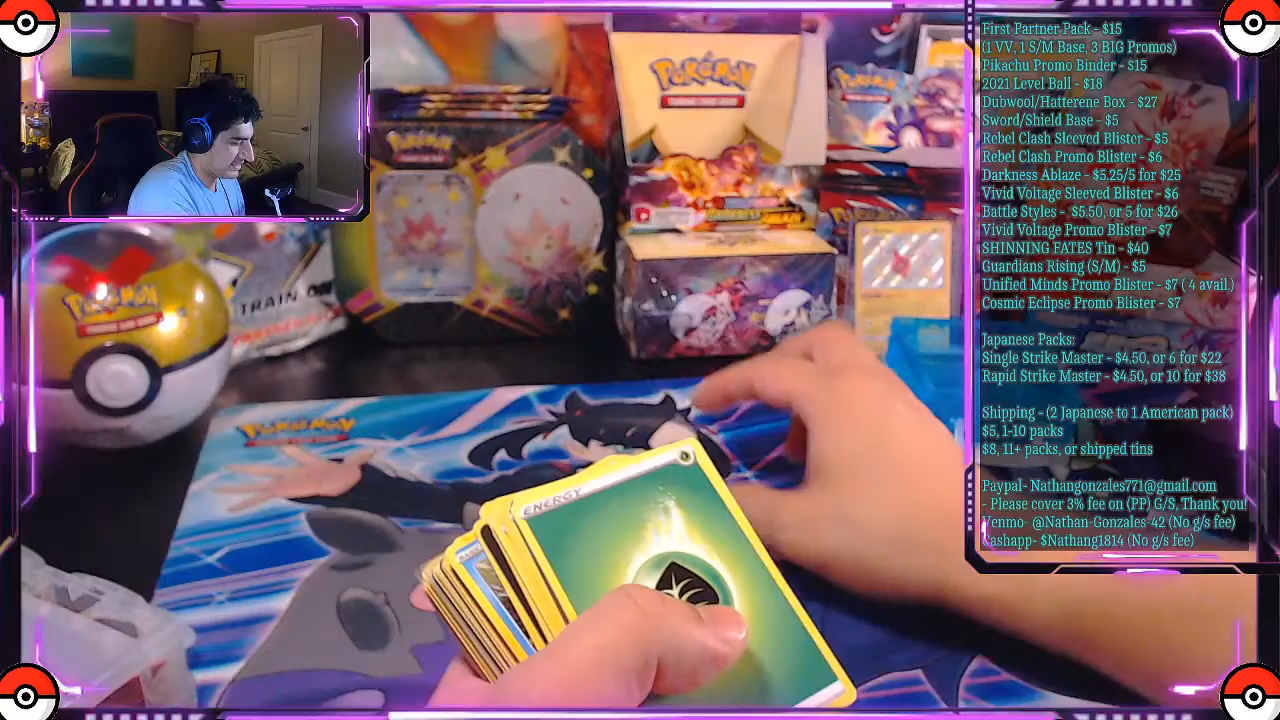 First Partner Pack - $15
(1 VV, 1 S/M Base, 3 BIG Promos)
Pikachu Promo Binder - $15
2021 Level Ball - $18
Dubwool/Hatterene Box - $27
Sword/Shield Base - $5
Rebel Clash Sleeved Blister - $5
Rebel Clash Promo Blister - $6
Darkness Ablaze - $5.25/5 for $25
Vivid Voltage Sleeved Blister - $6
Battle Styles - $5.50, or 5 for $26
Vivid Voltage Promo Blister - $7
SHINNING FATES Tin - $40
Guardians Rising (S/M) - $5
Unified Minds Promo Blister - $7 ( 4 avail.)
Cosmic Eclipse Promo Blister - $7
Japanese Packs:
Single Strike Master - $4.50, or 6 for $22
Rapid Strike Master - $4.50, or 10 for $38
Shipping - (2 Japanese to 1 American pack)
$5, 1-10 packs
$8, 11+ packs, or shipped tins
Paypal- Nathangonzales771@gmail.com
- Please cover 3% fee on (PP) G/S, Thank you!
Venmo- @Nathan-Gonzales-42 (No g/s fee)
Cashapp- $Nathang1814 (No g/s fee)
POKÉMON
POKÉMON
POKÉMON
POKÉMON
TRAIN ON
POKÉMON
ENERGY